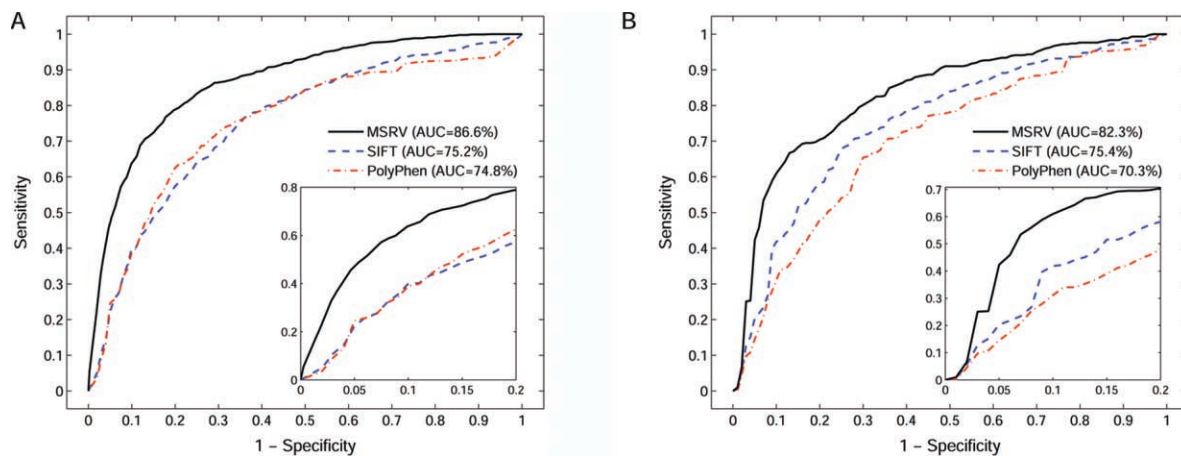 A
Sensitivity
1
0.9
0.8
0.7
0.6
0.5
0.4
0.3
0.2
0.1
0
MSRV (AUC=86.6%)
SIFT (AUC=75.2%)
PolyPhen (AUC=74.8%)
0.8
0.6
0.4
0.2
0
0 0.05 0.1 0.15 0.2
0 0.1 0.2 0.3 0.4 0.5 0.6 0.7 0.8 0.9 1
1 – Specificity
B
Sensitivity
1
0.9
0.8
0.7
0.6
0.5
0.4
0.3
0.2
0.1
0
MSRV (AUC=82.3%)
SIFT (AUC=75.4%)
PolyPhen (AUC=70.3%)
0.7
0.6
0.5
0.4
0.3
0.2
0.1
0
0 0.05 0.1 0.15 0.2
0 0.1 0.2 0.3 0.4 0.5 0.6 0.7 0.8 0.9 1
1 – Specificity